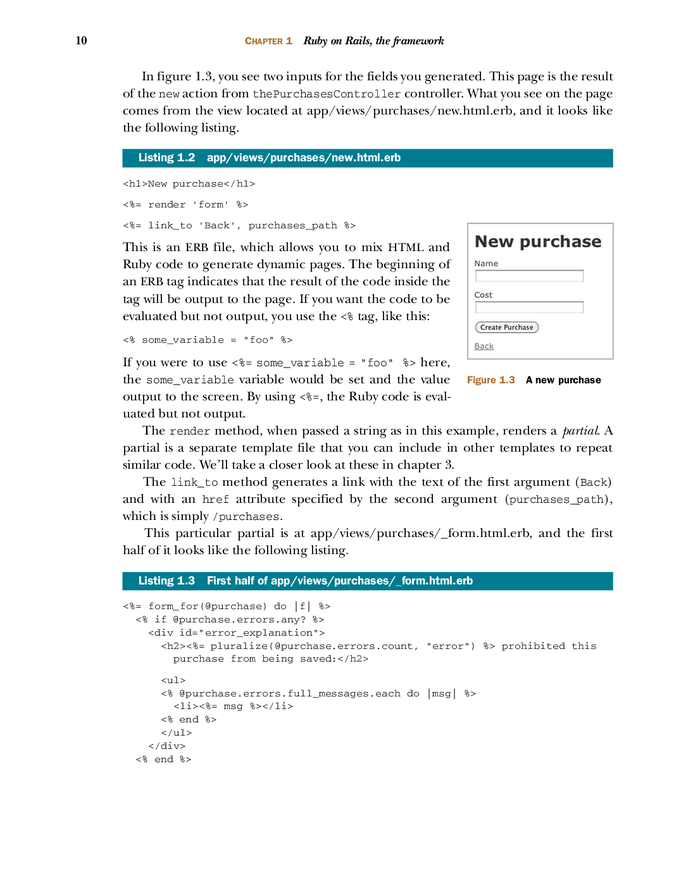 10 CHAPTER 1 Ruby on Rails, the framework
In figure 1.3, you see two inputs for the fields you generated. This page is the result
of the new action from thePurchasesController controller. What you see on the page
comes from the view located at app/views/purchases/new.html.erb, and it looks like
the following listing.
Listing 1.2 app/views/purchases/new.html.erb
<h1>New purchase</h1>
<%= render 'form' %>
<%= link_to 'Back', purchases_path %>
This is an ERB file, which allows you to mix HTML and
Ruby code to generate dynamic pages. The beginning of
an ERB tag indicates that the result of the code inside the
tag will be output to the page. If you want the code to be
evaluated but not output, you use the <% tag, like this:
<% some_variable = "foo" %>
If you were to use <%= some_variable = "foo" %> here,
the some_variable variable would be set and the value
output to the screen. By using <%=, the Ruby code is eval-
uated but not output.
New purchase
Name
Cost
Create Purchase
Back
Figure 1.3 A new purchase
The render method, when passed a string as in this example, renders a partial. A
partial is a separate template file that you can include in other templates to repeat
similar code. We'll take a closer look at these in chapter 3.
The link_to method generates a link with the text of the first argument (Back)
and with an href attribute specified by the second argument (purchases_path),
which is simply /purchases.
This particular partial is at app/views/purchases/_form.html.erb, and the first
half of it looks like the following listing.
Listing 1.3 First half of app/views/purchases/_form.html.erb
<%= form_for(@purchase) do |f| %>
<% if @purchase.errors.any? %>
<div id="error_explanation">
<h2><%= pluralize(@purchase.errors.count, "error") %> prohibited this
purchase from being saved:</h2>
<ul>
<% @purchase.errors.full_messages.each do |msg| %>
<li><%= msg %></li>
<% end %>
</ul>
</div>
<% end %>